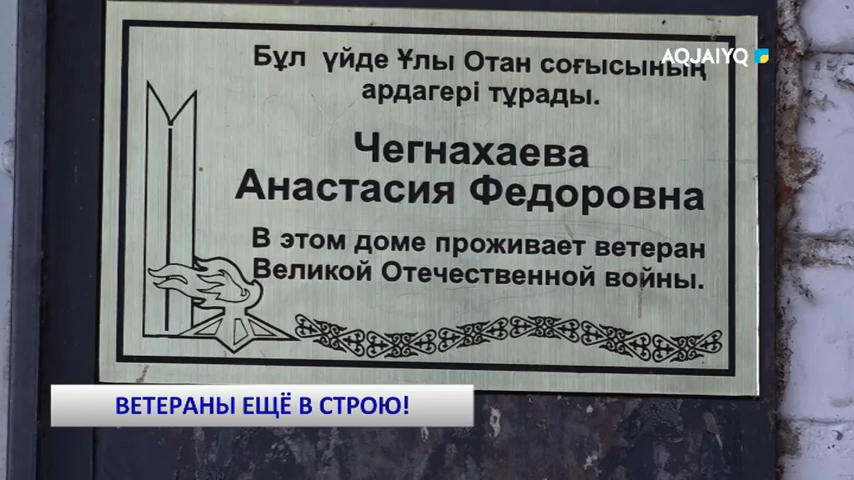 AQJAIYQ
Бұл үйде Ұлы Отан соғысының
ардагері тұрады.
Чегнахаева
Анастасия Федоровна
В этом доме проживает ветеран
Великой Отечественной войны.
ВЕТЕРАНЫ ЕЩЁ В СТРОЮ!